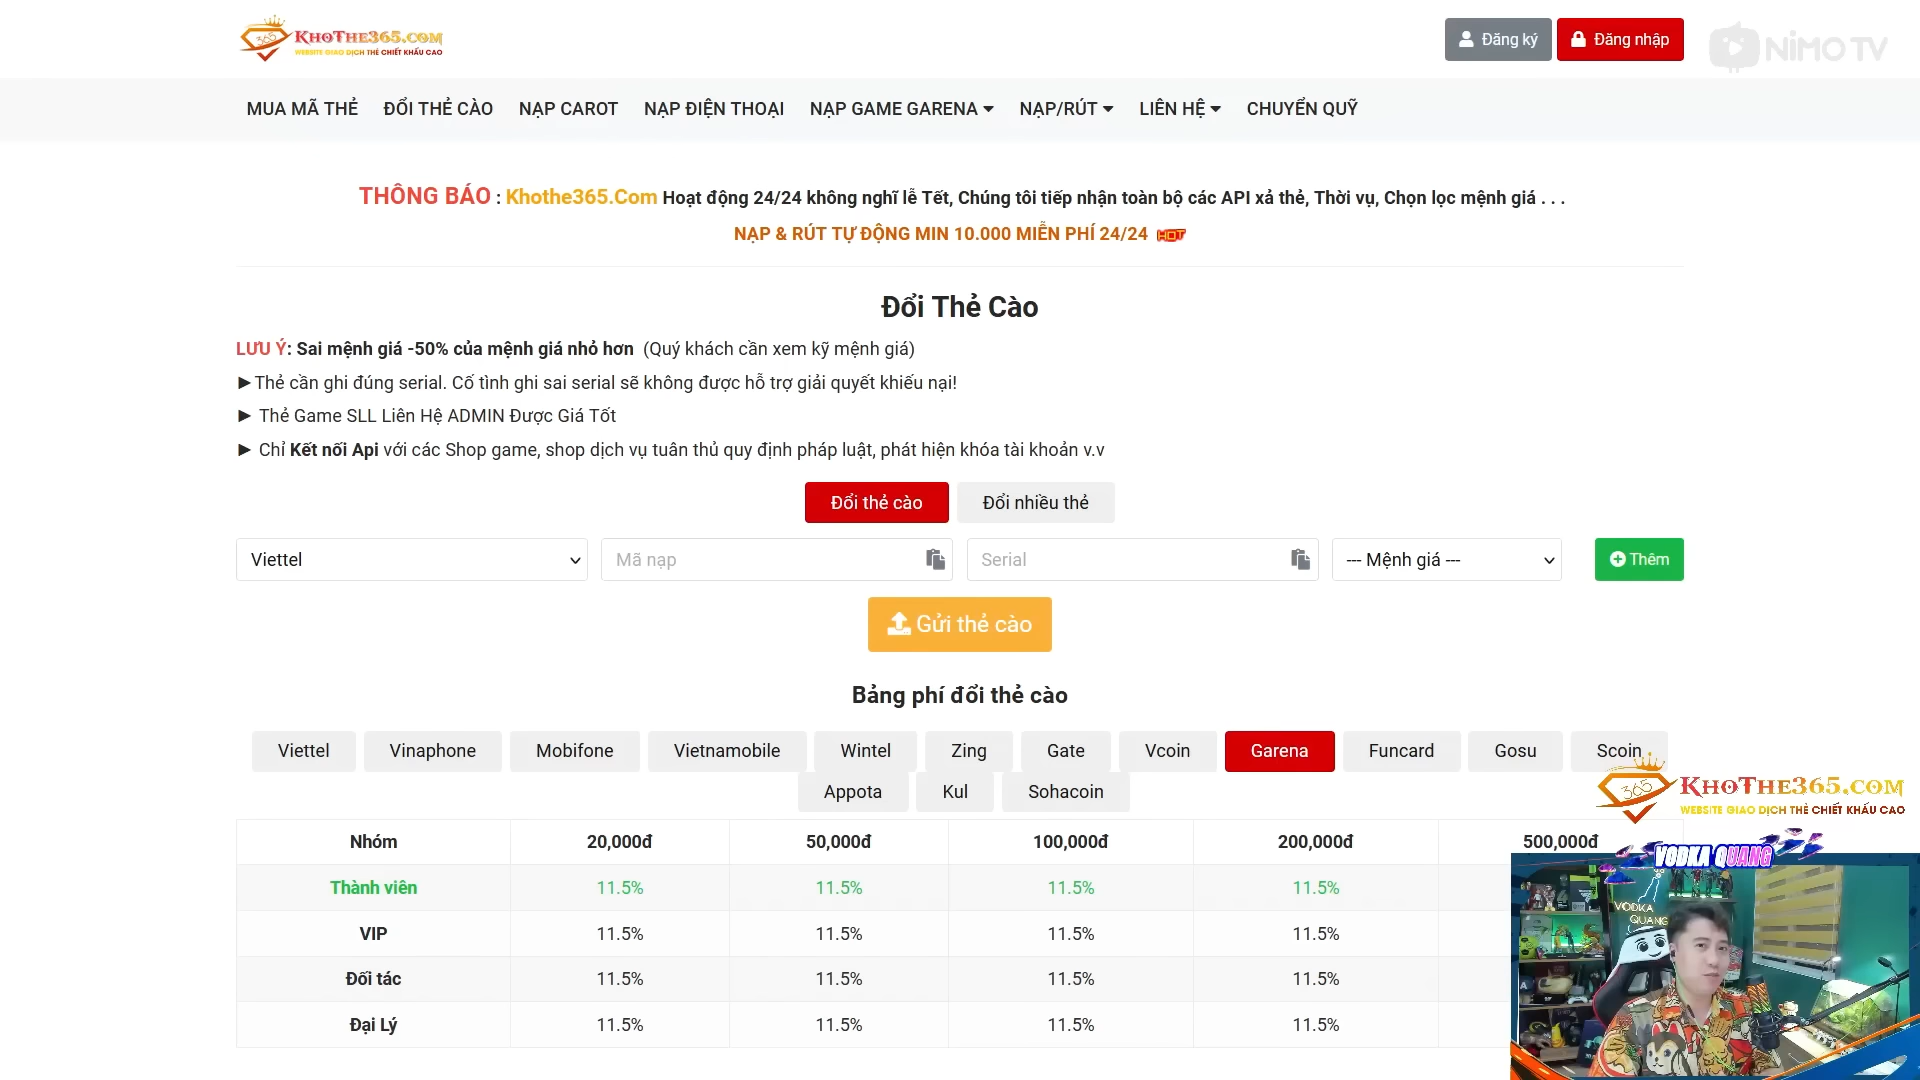 365 KHOTHE365.COM
WEBSITE GIAO DỊCH THẺ CHIẾT KHẤU CAO
Đăng ký
Đăng nhập
NIMO TV
MUA MÃ THẺ ĐỔI THẺ CÀO NẠP CAROT NẠP ĐIỆN THOẠI NẠP GAME GARENA NẠP/RÚT LIÊN HỆ CHUYỂN QUỸ
THÔNG BÁO : Khothe365.Com Hoạt động 24/24 không nghĩ lễ Tết, Chúng tôi tiếp nhận toàn bộ các API xả thẻ, Thời vụ, Chọn lọc mệnh giá . . .
NẠP & RÚT TỰ ĐỘNG MIN 10.000 MIỄN PHÍ 24/24 HOT
Đổi Thẻ Cào
LƯU Ý: Sai mệnh giá -50% của mệnh giá nhỏ hơn (Quý khách cần xem kỹ mệnh giá)
►Thẻ cần ghi đúng serial. Cố tình ghi sai serial sẽ không được hỗ trợ giải quyết khiếu nại!
► Thẻ Game SLL Liên Hệ ADMIN Được Giá Tốt
► Chỉ Kết nối Api với các Shop game, shop dịch vụ tuân thủ quy định pháp luật, phát hiện khóa tài khoản v.v
Đổi thẻ cào Đổi nhiều thẻ
Viettel Mã nạp Serial --- Mệnh giá --- Thêm
Gửi thẻ cào
Bảng phí đổi thẻ cào
Viettel Vinaphone Mobifone Vietnamobile Wintel Zing Gate Vcoin Garena Funcard Gosu Scoin
Appota Kul Sohacoin
365 KHOTHE365.COM
WEBSITE GIAO DỊCH THẺ CHIẾT KHẤU CAO
Nhóm 20,000đ 50,000đ 100,000đ 200,000đ 500,000đ
Thành viên 11.5% 11.5% 11.5% 11.5%
VIP 11.5% 11.5% 11.5% 11.5%
Đối tác 11.5% 11.5% 11.5% 11.5%
Đại Lý 11.5% 11.5% 11.5% 11.5%
VODKA QUANG
VODKA
QUANG